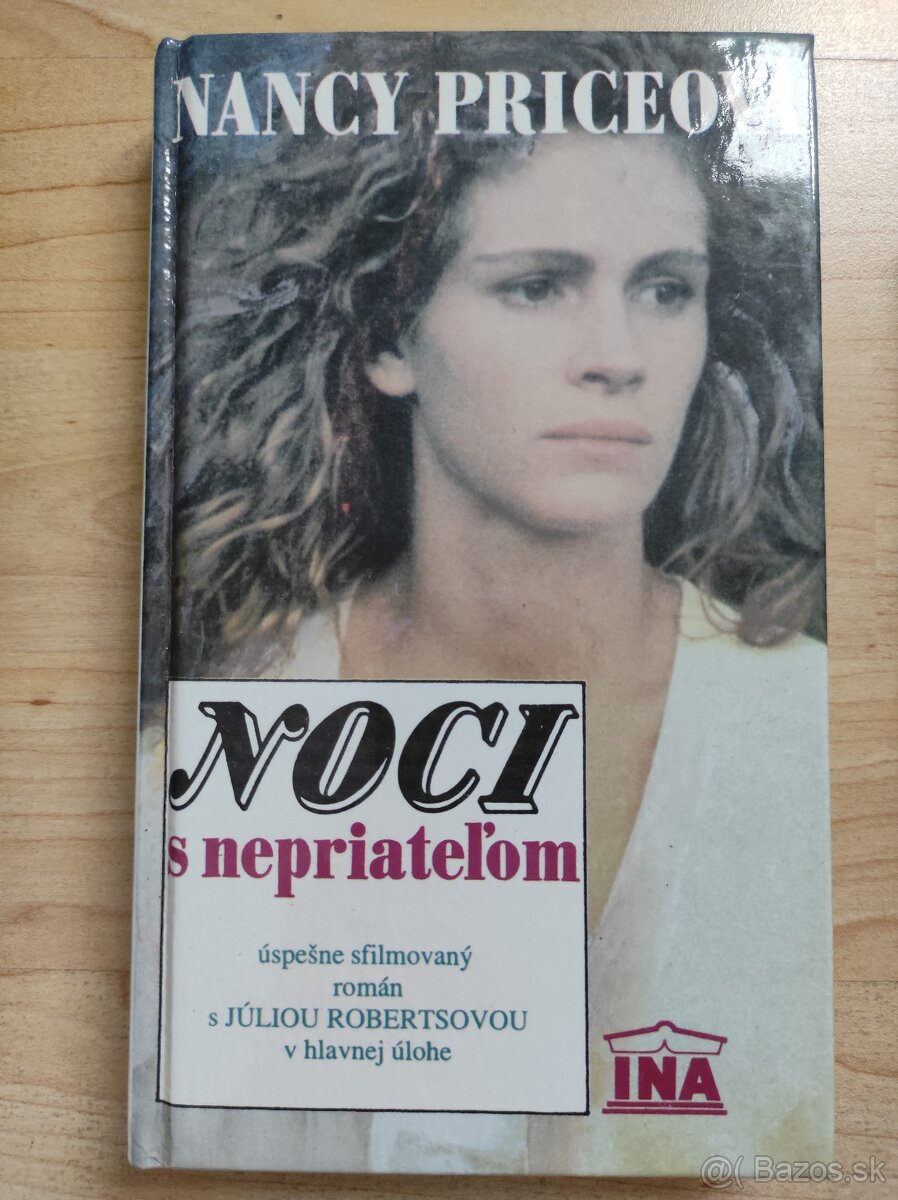 NANCY PRICEOVÁ
NOCI
s nepriateľom
úspešne sfilmovaný
román
s JÚLIOU ROBERTSOVOU
v hlavnej úlohe
INA
@( Bazos.sk